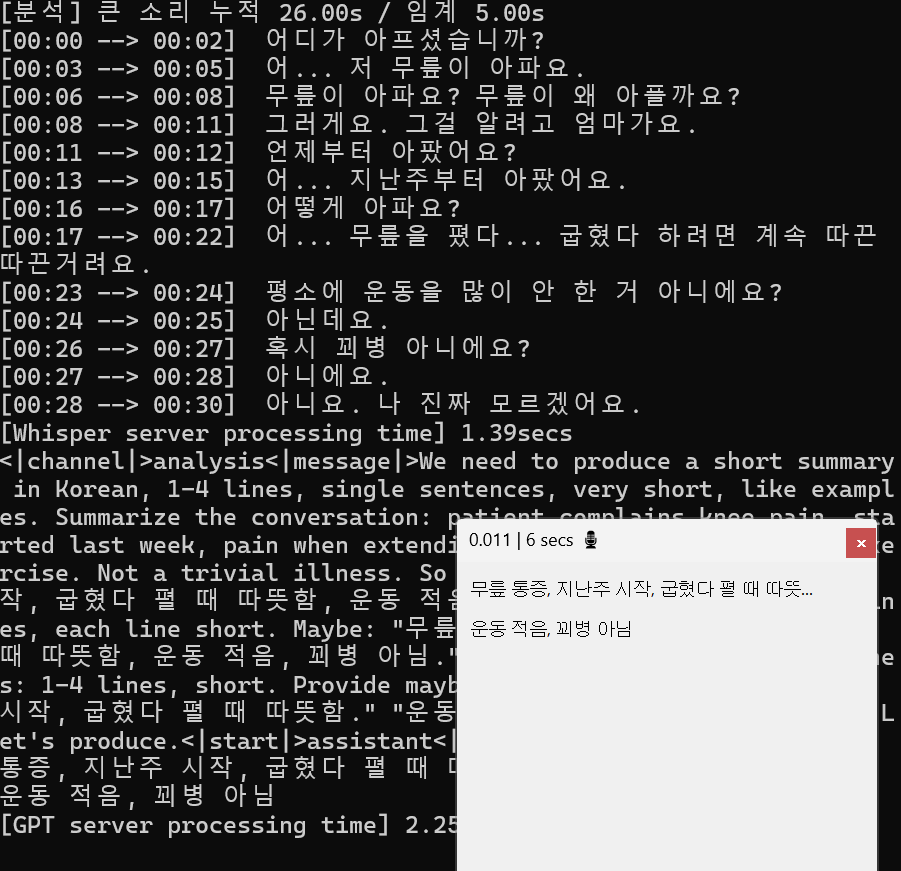 [분석] 큰 소리 누적 26.00s / 임계 5.00s
[00:00 --> 00:02]  어디가 아프셨습니까?
[00:03 --> 00:05]  어... 저 무릎이 아파요.
[00:06 --> 00:08]  무릎이 아파요? 무릎이 왜 아플까요?
[00:08 --> 00:11]  그러게요. 그걸 알려고 엄마가요.
[00:11 --> 00:12]  언제부터 아팠어요?
[00:13 --> 00:15]  어... 지난주부터 아팠어요.
[00:16 --> 00:17]  어떻게 아파요?
[00:17 --> 00:22]  어... 무릎을 폈다... 굽혔다 하려면 계속 따끈
따끈거려요.
[00:23 --> 00:24]  평소에 운동을 많이 안 한 거 아니에요?
[00:24 --> 00:25]  아닌데요.
[00:26 --> 00:27]  혹시 꾀병 아니에요?
[00:27 --> 00:28]  아니에요.
[00:28 --> 00:30]  아니요. 나 진짜 모르겠어요.
[Whisper server processing time] 1.39secs
<|channel|>analysis<|message|>We need to produce a short summary
in Korean, 1-4 lines, single sentences, very short, like exampl
es. Summarize the conversation: patient complains knee pain, sta
rted last week, pain when extendi
rcise. Not a trivial illness. So
작, 굽혔다 펼 때 따뜻함, 운동 적음
es, each line short. Maybe: "무릎
때 따뜻함, 운동 적음, 꾀병 아님."
s: 1-4 lines, short. Provide mayb
시작, 굽혔다 펼 때 따뜻함." "운동
et's produce.<|start|>assistant<|
통증, 지난주 시작, 굽혔다 펼 때
운동 적음, 꾀병 아님
[GPT server processing time] 2.25
0.011 | 6 secs
무릎 통증, 지난주 시작, 굽혔다 펼 때 따뜻...
운동 적음, 꾀병 아님